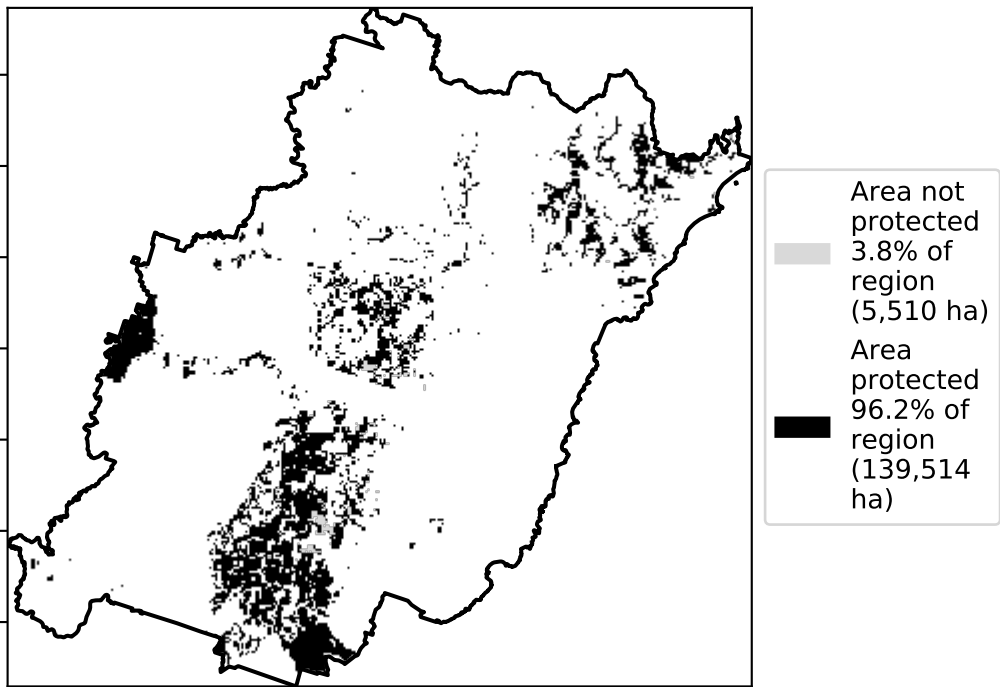 Area not
protected
3.8% of
region
(5,510 ha)
Area
protected
96.2% of
region
(139,514
ha)